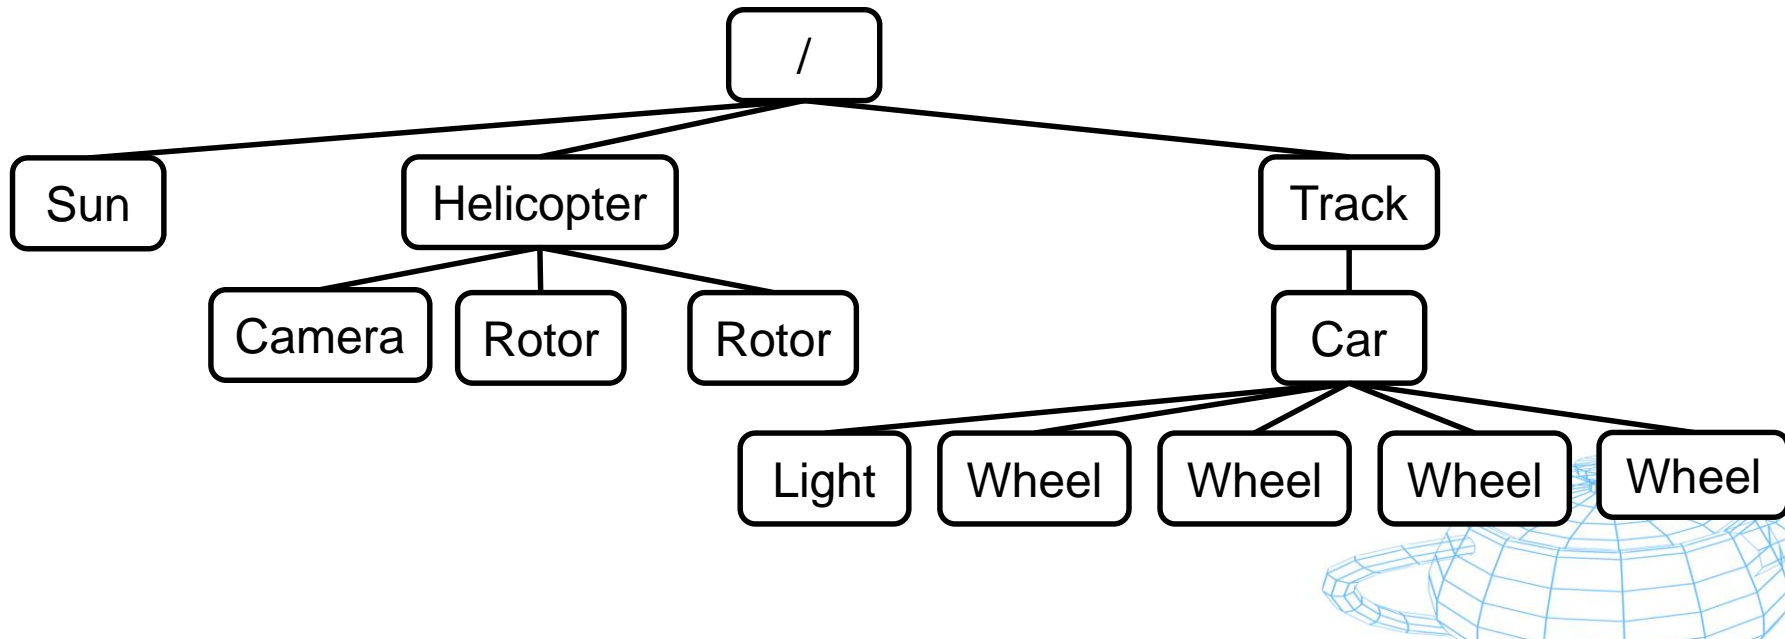 /
Sun
Helicopter
Track
Camera
Rotor
Rotor
Car
Light
Wheel
Wheel
Wheel
Wheel